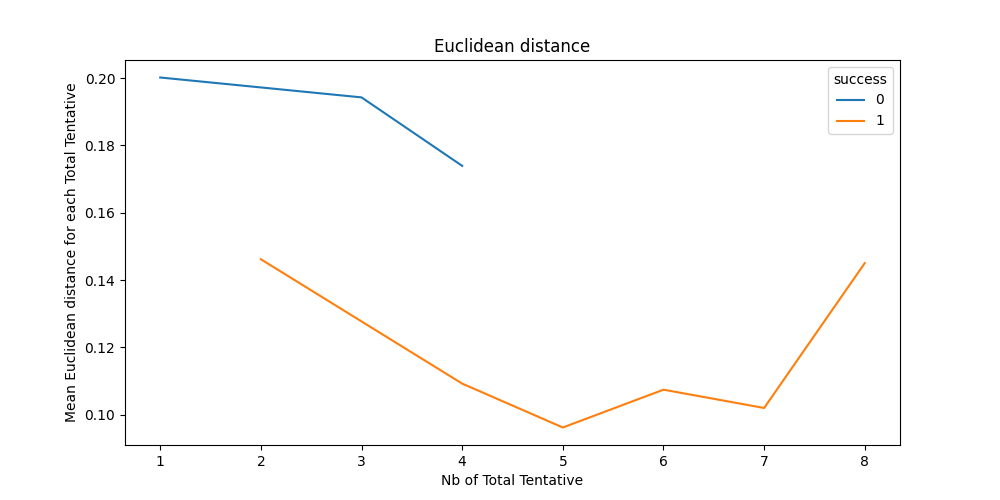 Euclidean distance
Mean Euclidean distance for each Total Tentative
0.20
0.18
0.16
0.14
0.12
0.10
success
0
1
1 2 3 4 5 6 7 8
Nb of Total Tentative